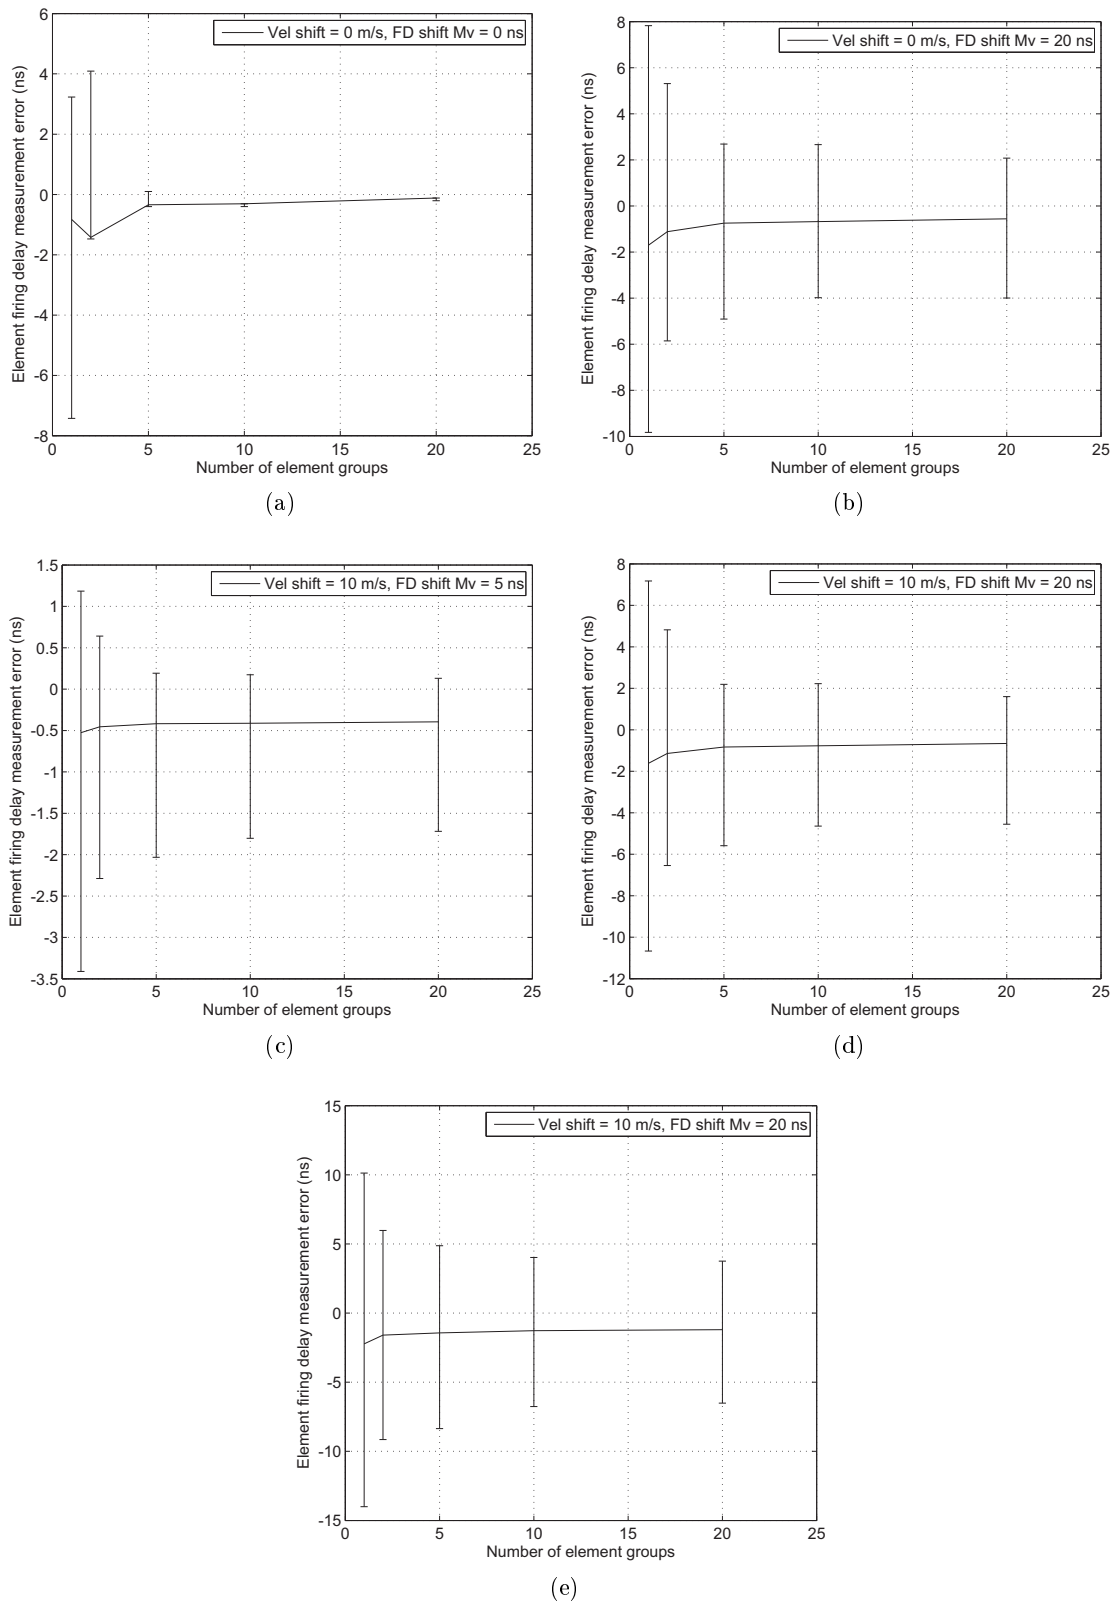 Vel shift = 0 m/s, FD shift Mv = 0 ns
Element firing delay measurement error (ns)
6
4
2
0
-2
-4
-6
-8
0 5 10 15 20 25
Number of element groups
(a)
Vel shift = 0 m/s, FD shift Mv = 20 ns
Element firing delay measurement error (ns)
8
6
4
2
0
-2
-4
-6
-8
-10
0 5 10 15 20 25
Number of element groups
(b)
Vel shift = 10 m/s, FD shift Mv = 5 ns
Element firing delay measurement error (ns)
1.5
1
0.5
0
-0.5
-1
-1.5
-2
-2.5
-3
-3.5
0 5 10 15 20 25
Number of element groups
(c)
Vel shift = 10 m/s, FD shift Mv = 20 ns
Element firing delay measurement error (ns)
8
6
4
2
0
-2
-4
-6
-8
-10
-12
0 5 10 15 20 25
Number of element groups
(d)
Vel shift = 10 m/s, FD shift Mv = 20 ns
Element firing delay measurement error (ns)
15
10
5
0
-5
-10
-15
0 5 10 15 20 25
Number of element groups
(e)